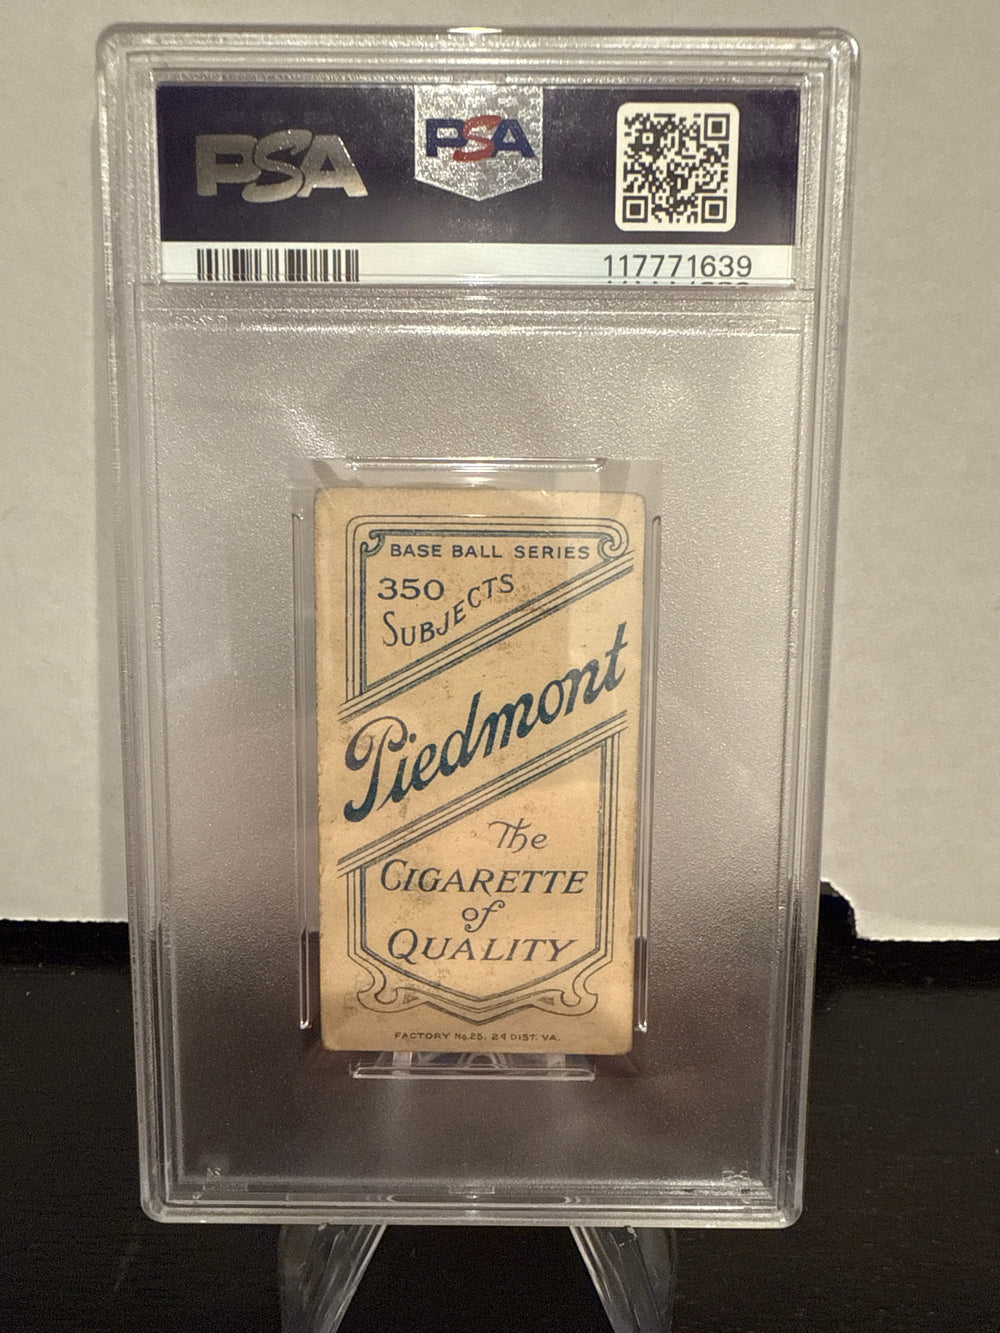 PSA
PSA
117771639
BASE BALL SERIES
350
SUBJECTS
Piedmont
The
CIGARETTE
of
QUALITY
FACTORY No. 25, 2d DIST. VA.